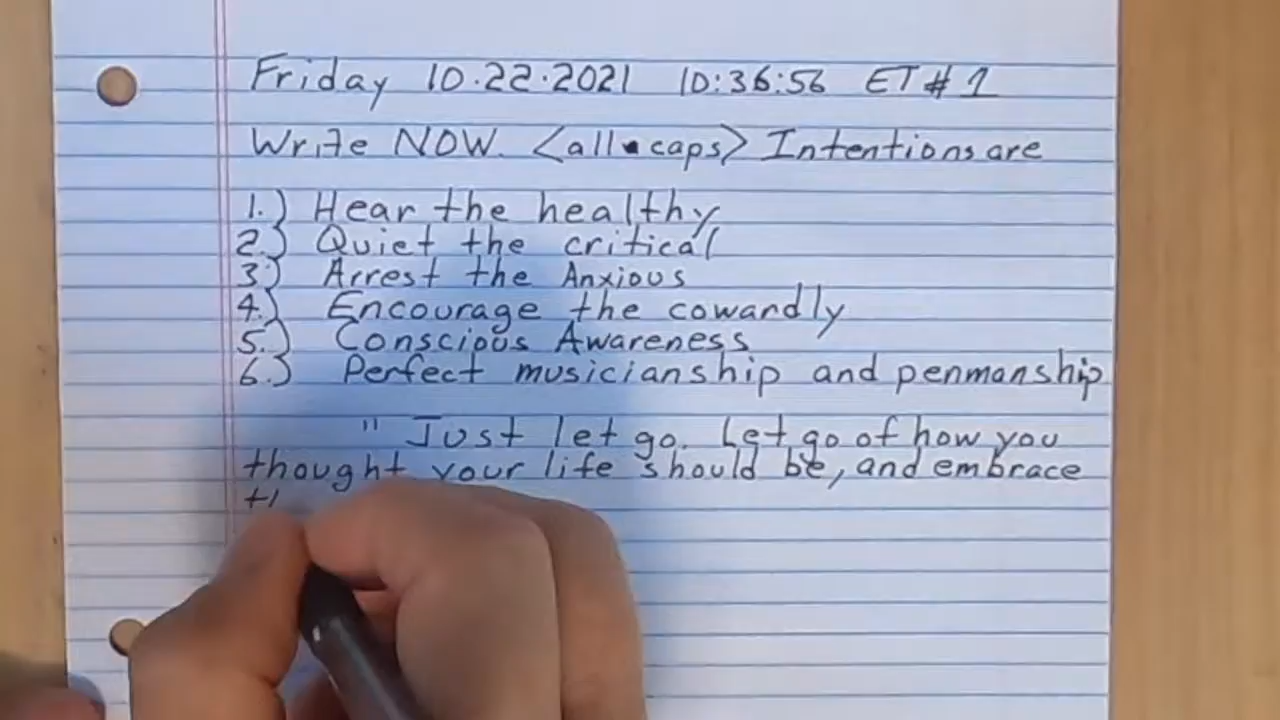 Friday 10.22.2021 10:36:56 ET#1
Write NOW. <all•caps> Intentions are
1.) Hear the healthy
2.) Quiet the critical
3.) Arrest the Anxious
4.) Encourage the cowardly
5.) Conscious Awareness
6.) Perfect musicianship and penmanship
" Just let go. Let go of how you
thought your life should be, and embrace